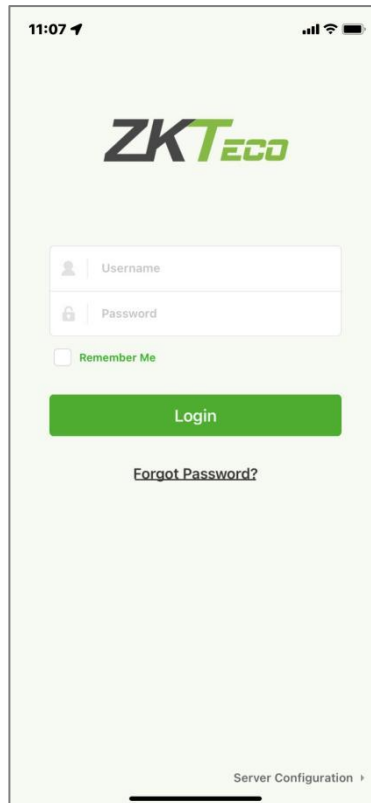 11:07
ZKTECO
Username
Password
Remember Me
Login
Forgot Password?
Server Configuration